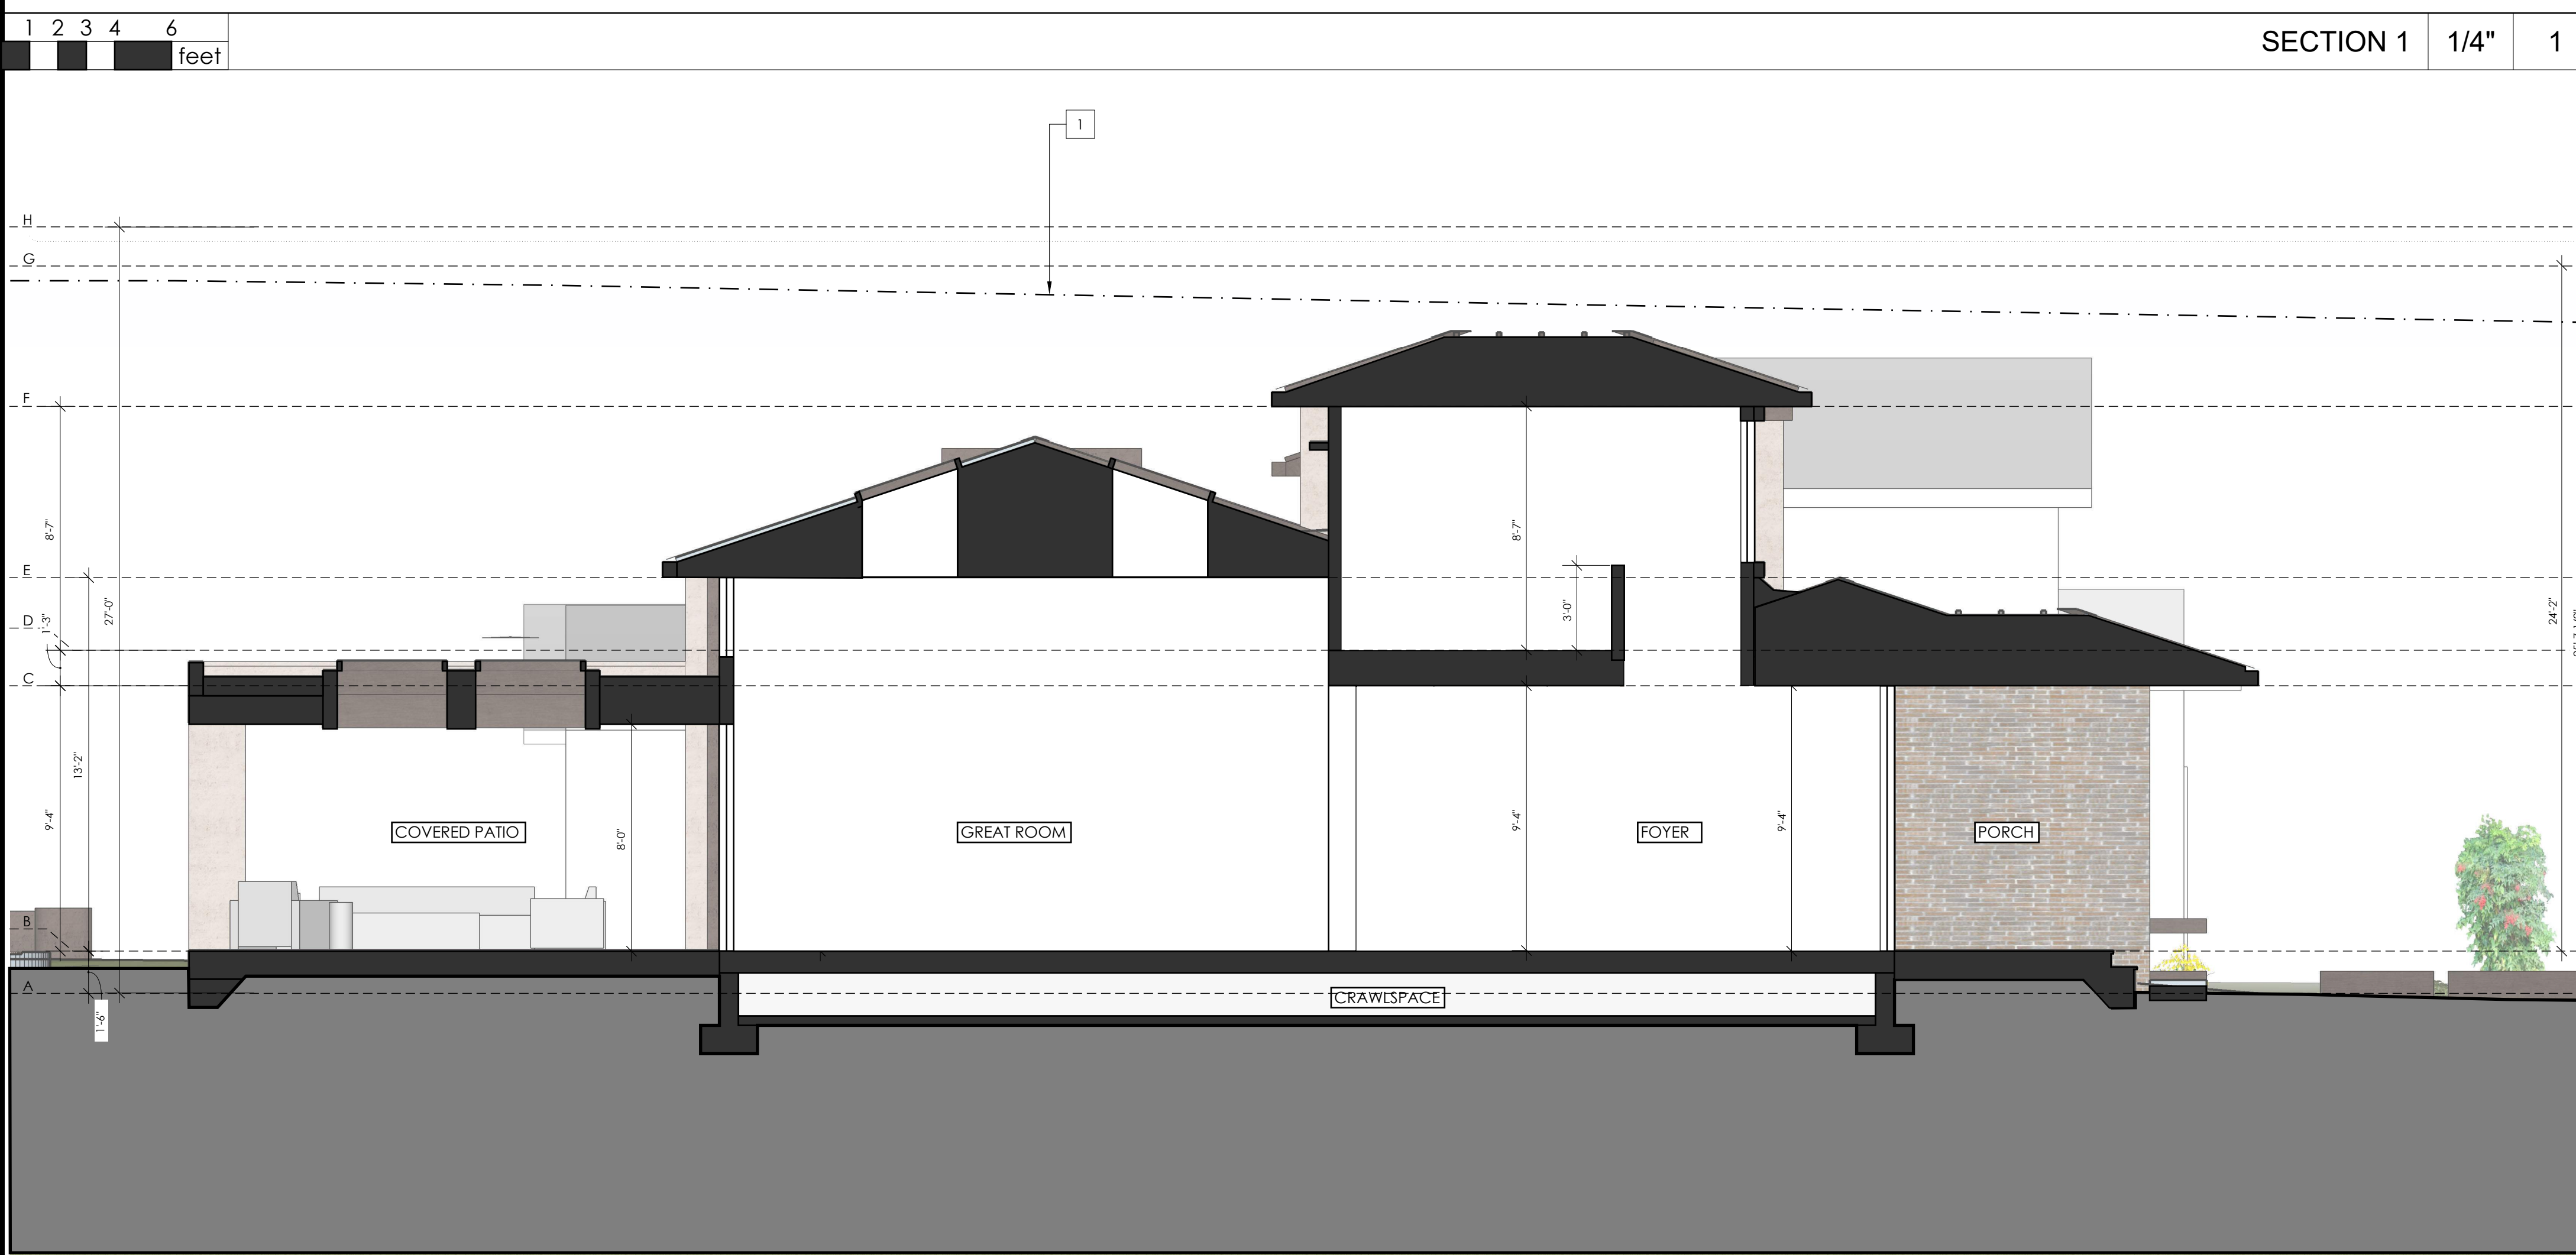 1 2 3 4 6
feet
SECTION 1 1/4" 1
1
H
G
F
E
D
C
B
A
8'-7"
1'-3"
27'-0"
13'-2"
9'-4"
1'-6"
8'-0"
8'-7"
3'-0"
9'-4"
9'-4"
24'-2"
COVERED PATIO
GREAT ROOM
FOYER
PORCH
CRAWLSPACE